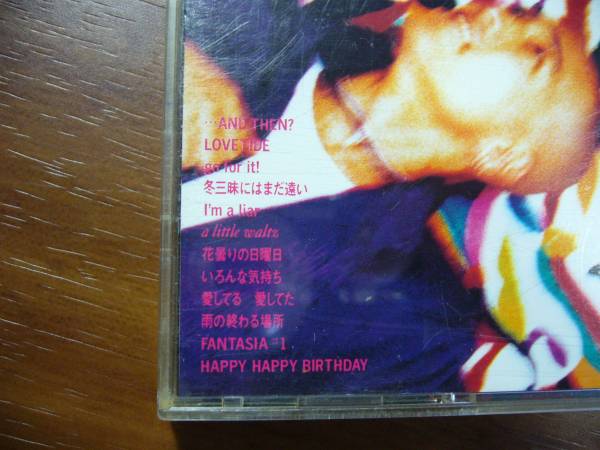 …AND THEN?
LOVE TIDE
go for it!
冬三昧にはまだ遠い
I'm a liar
a little waltz
花曇りの日曜日
いろんな気持ち
愛してる 愛してた
雨の終わる場所
FANTASIA #1
HAPPY HAPPY BIRTHDAY